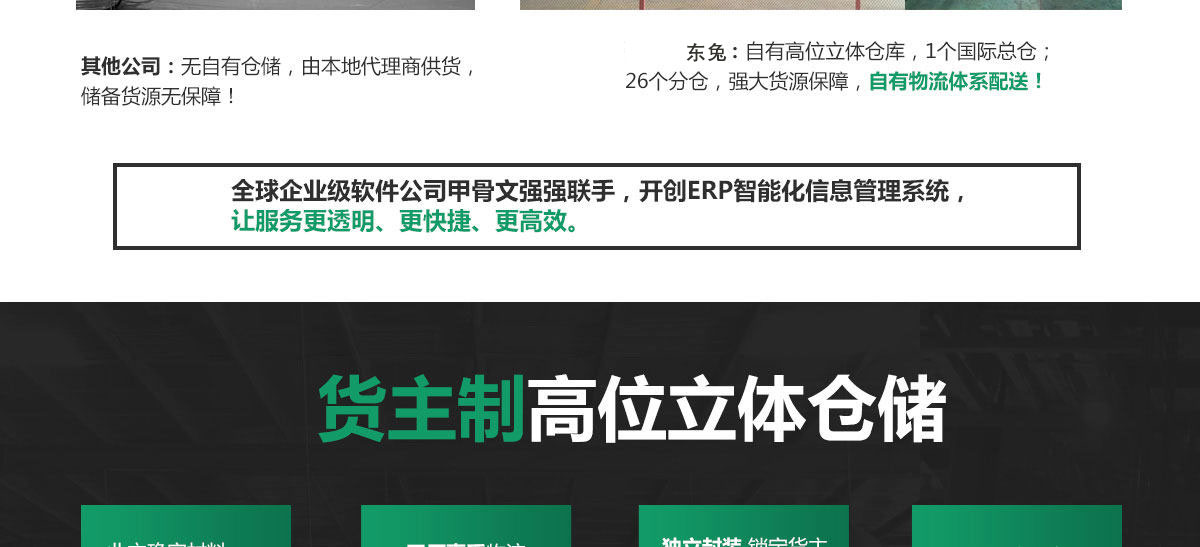 其他公司：无自有仓储，由本地代理商供货，
储备货源无保障！
东兔：自有高位立体仓库，1个国际总仓；
26个分仓，强大货源保障，自有物流体系配送！
全球企业级软件公司甲骨文强强联手，开创ERP智能化信息管理系统，
让服务更透明、更快捷、更高效。
货主制高位立体仓储
独立封装 锁定货主